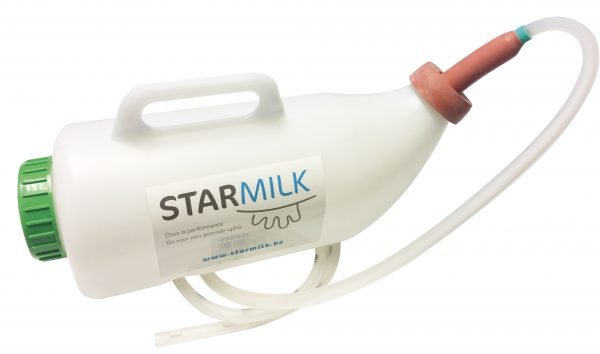 STARMILK
Osez la performance
Ga voor een gezonde opfok
www.starmilk.be